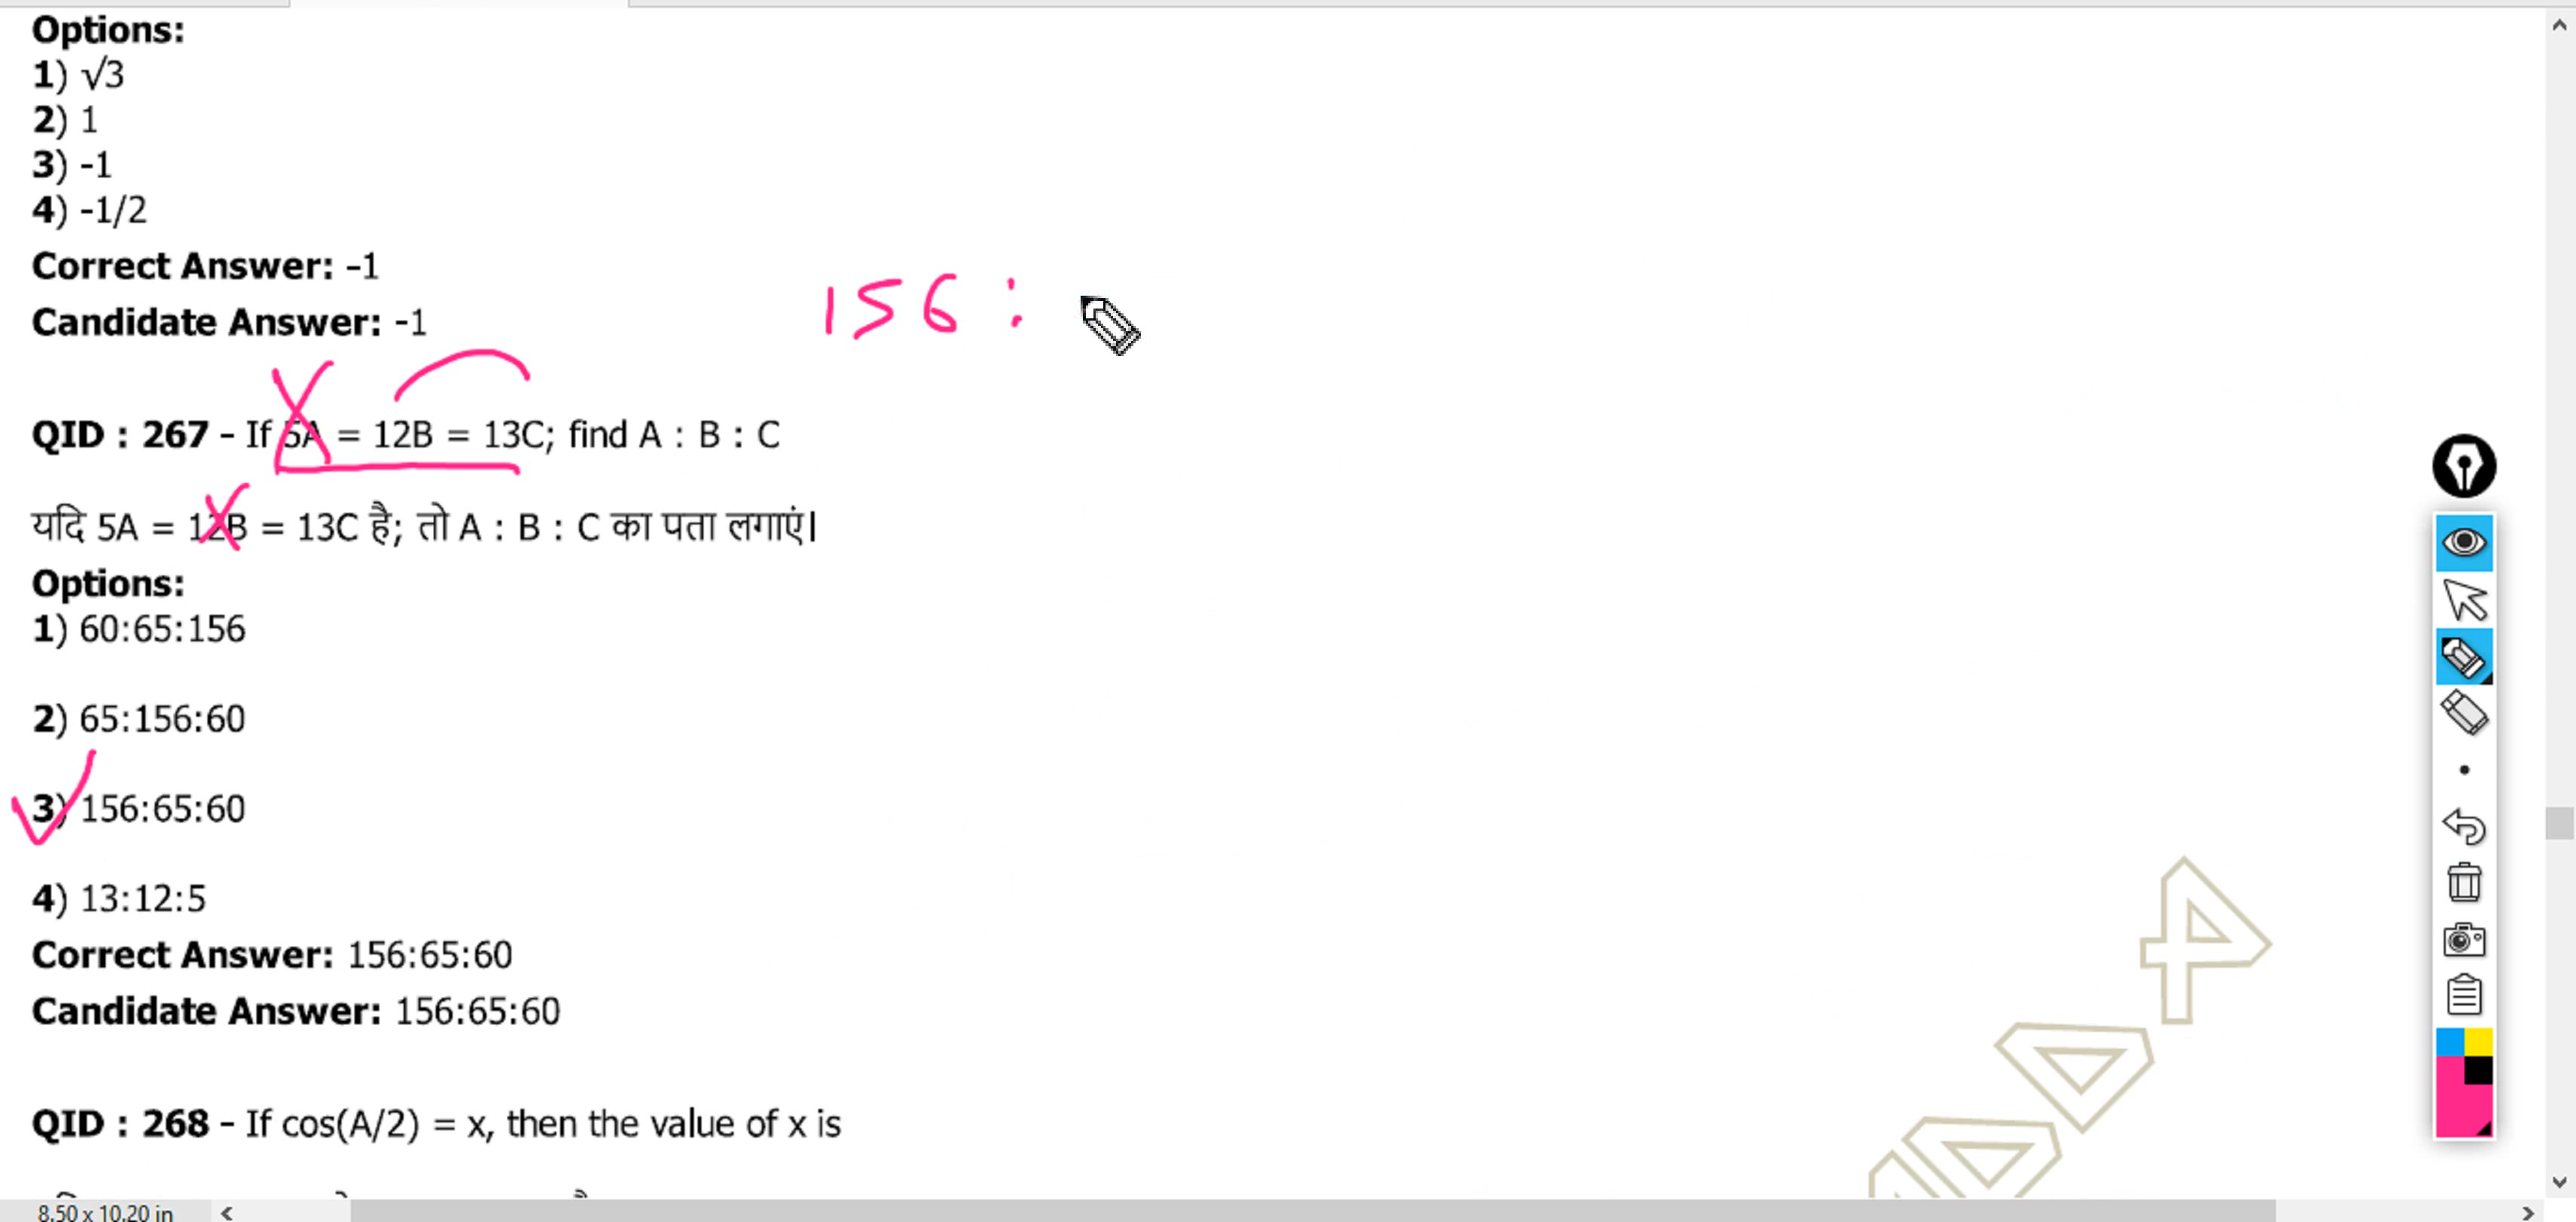 Options:
1) √3
2) 1
3) -1
4) -1/2
Correct Answer: -1
Candidate Answer: -1
156 :
QID : 267 - If 5A = 12B = 13C; find A : B : C
यदि 5A = 12B = 13C है; तो A : B : C का पता लगाएं।
Options:
1) 60:65:156
2) 65:156:60
3) 156:65:60
4) 13:12:5
Correct Answer: 156:65:60
Candidate Answer: 156:65:60
QID : 268 - If cos(A/2) = x, then the value of x is
8.50 x 10.20 in